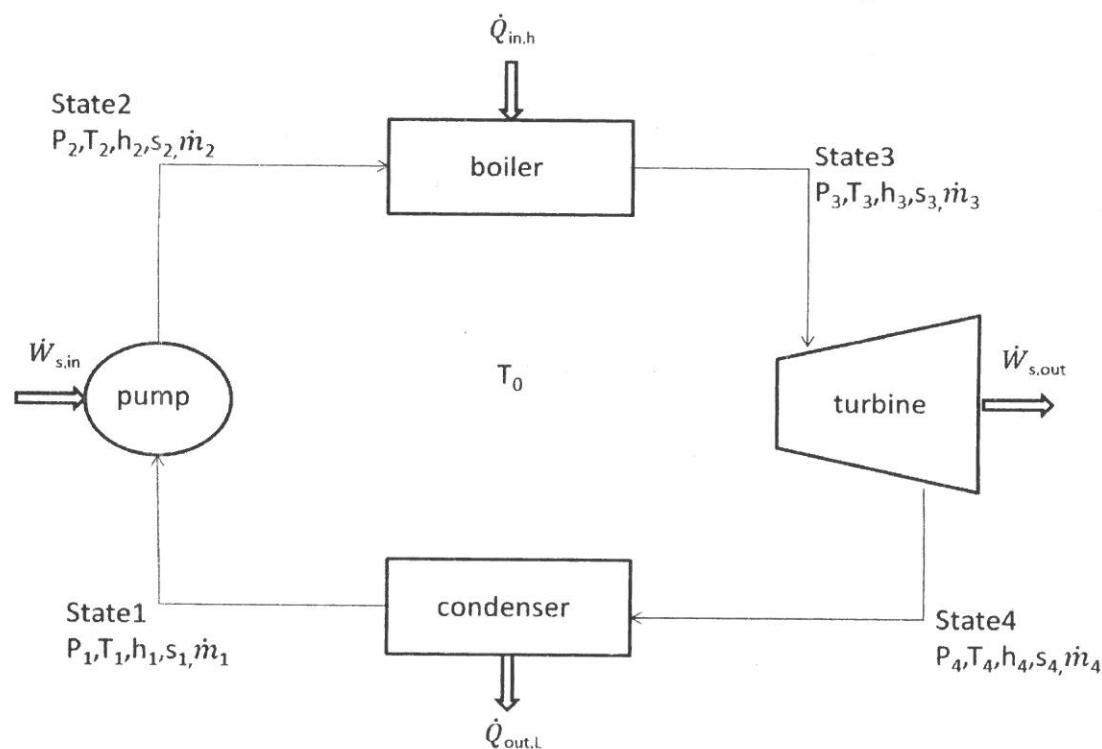 Q̇in,h
State2
P₂,T₂,h₂,s₂,ṁ₂
boiler
State3
P₃,T₃,h₃,s₃,ṁ₃
Ẇs,in
pump
T₀
turbine
Ẇs,out
condenser
State1
P₁,T₁,h₁,s₁,ṁ₁
State4
P₄,T₄,h₄,s₄,ṁ₄
Q̇out,L